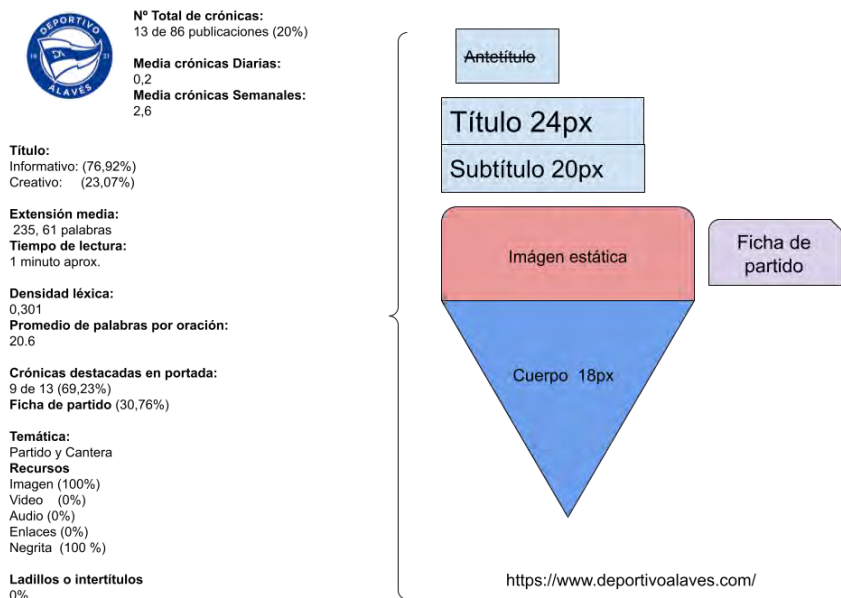 DEPORTIVO
19 21
ALAVÉS
Nº Total de crónicas:
13 de 86 publicaciones (20%)
Media crónicas Diarias:
0,2
Media crónicas Semanales:
2,6
Título:
Informativo: (76,92%)
Creativo: (23,07%)
Extensión media:
235, 61 palabras
Tiempo de lectura:
1 minuto aprox.
Densidad léxica:
0,301
Promedio de palabras por oración:
20.6
Crónicas destacadas en portada:
9 de 13 (69,23%)
Ficha de partido (30,76%)
Temática:
Partido y Cantera
Recursos
Imagen (100%)
Video (0%)
Audio (0%)
Enlaces (0%)
Negrita (100 %)
Ladillos o intertítulos
0%
Antetítulo
Título 24px
Subtítulo 20px
Imágen estática
Ficha de
partido
Cuerpo 18px
https://www.deportivoalaves.com/